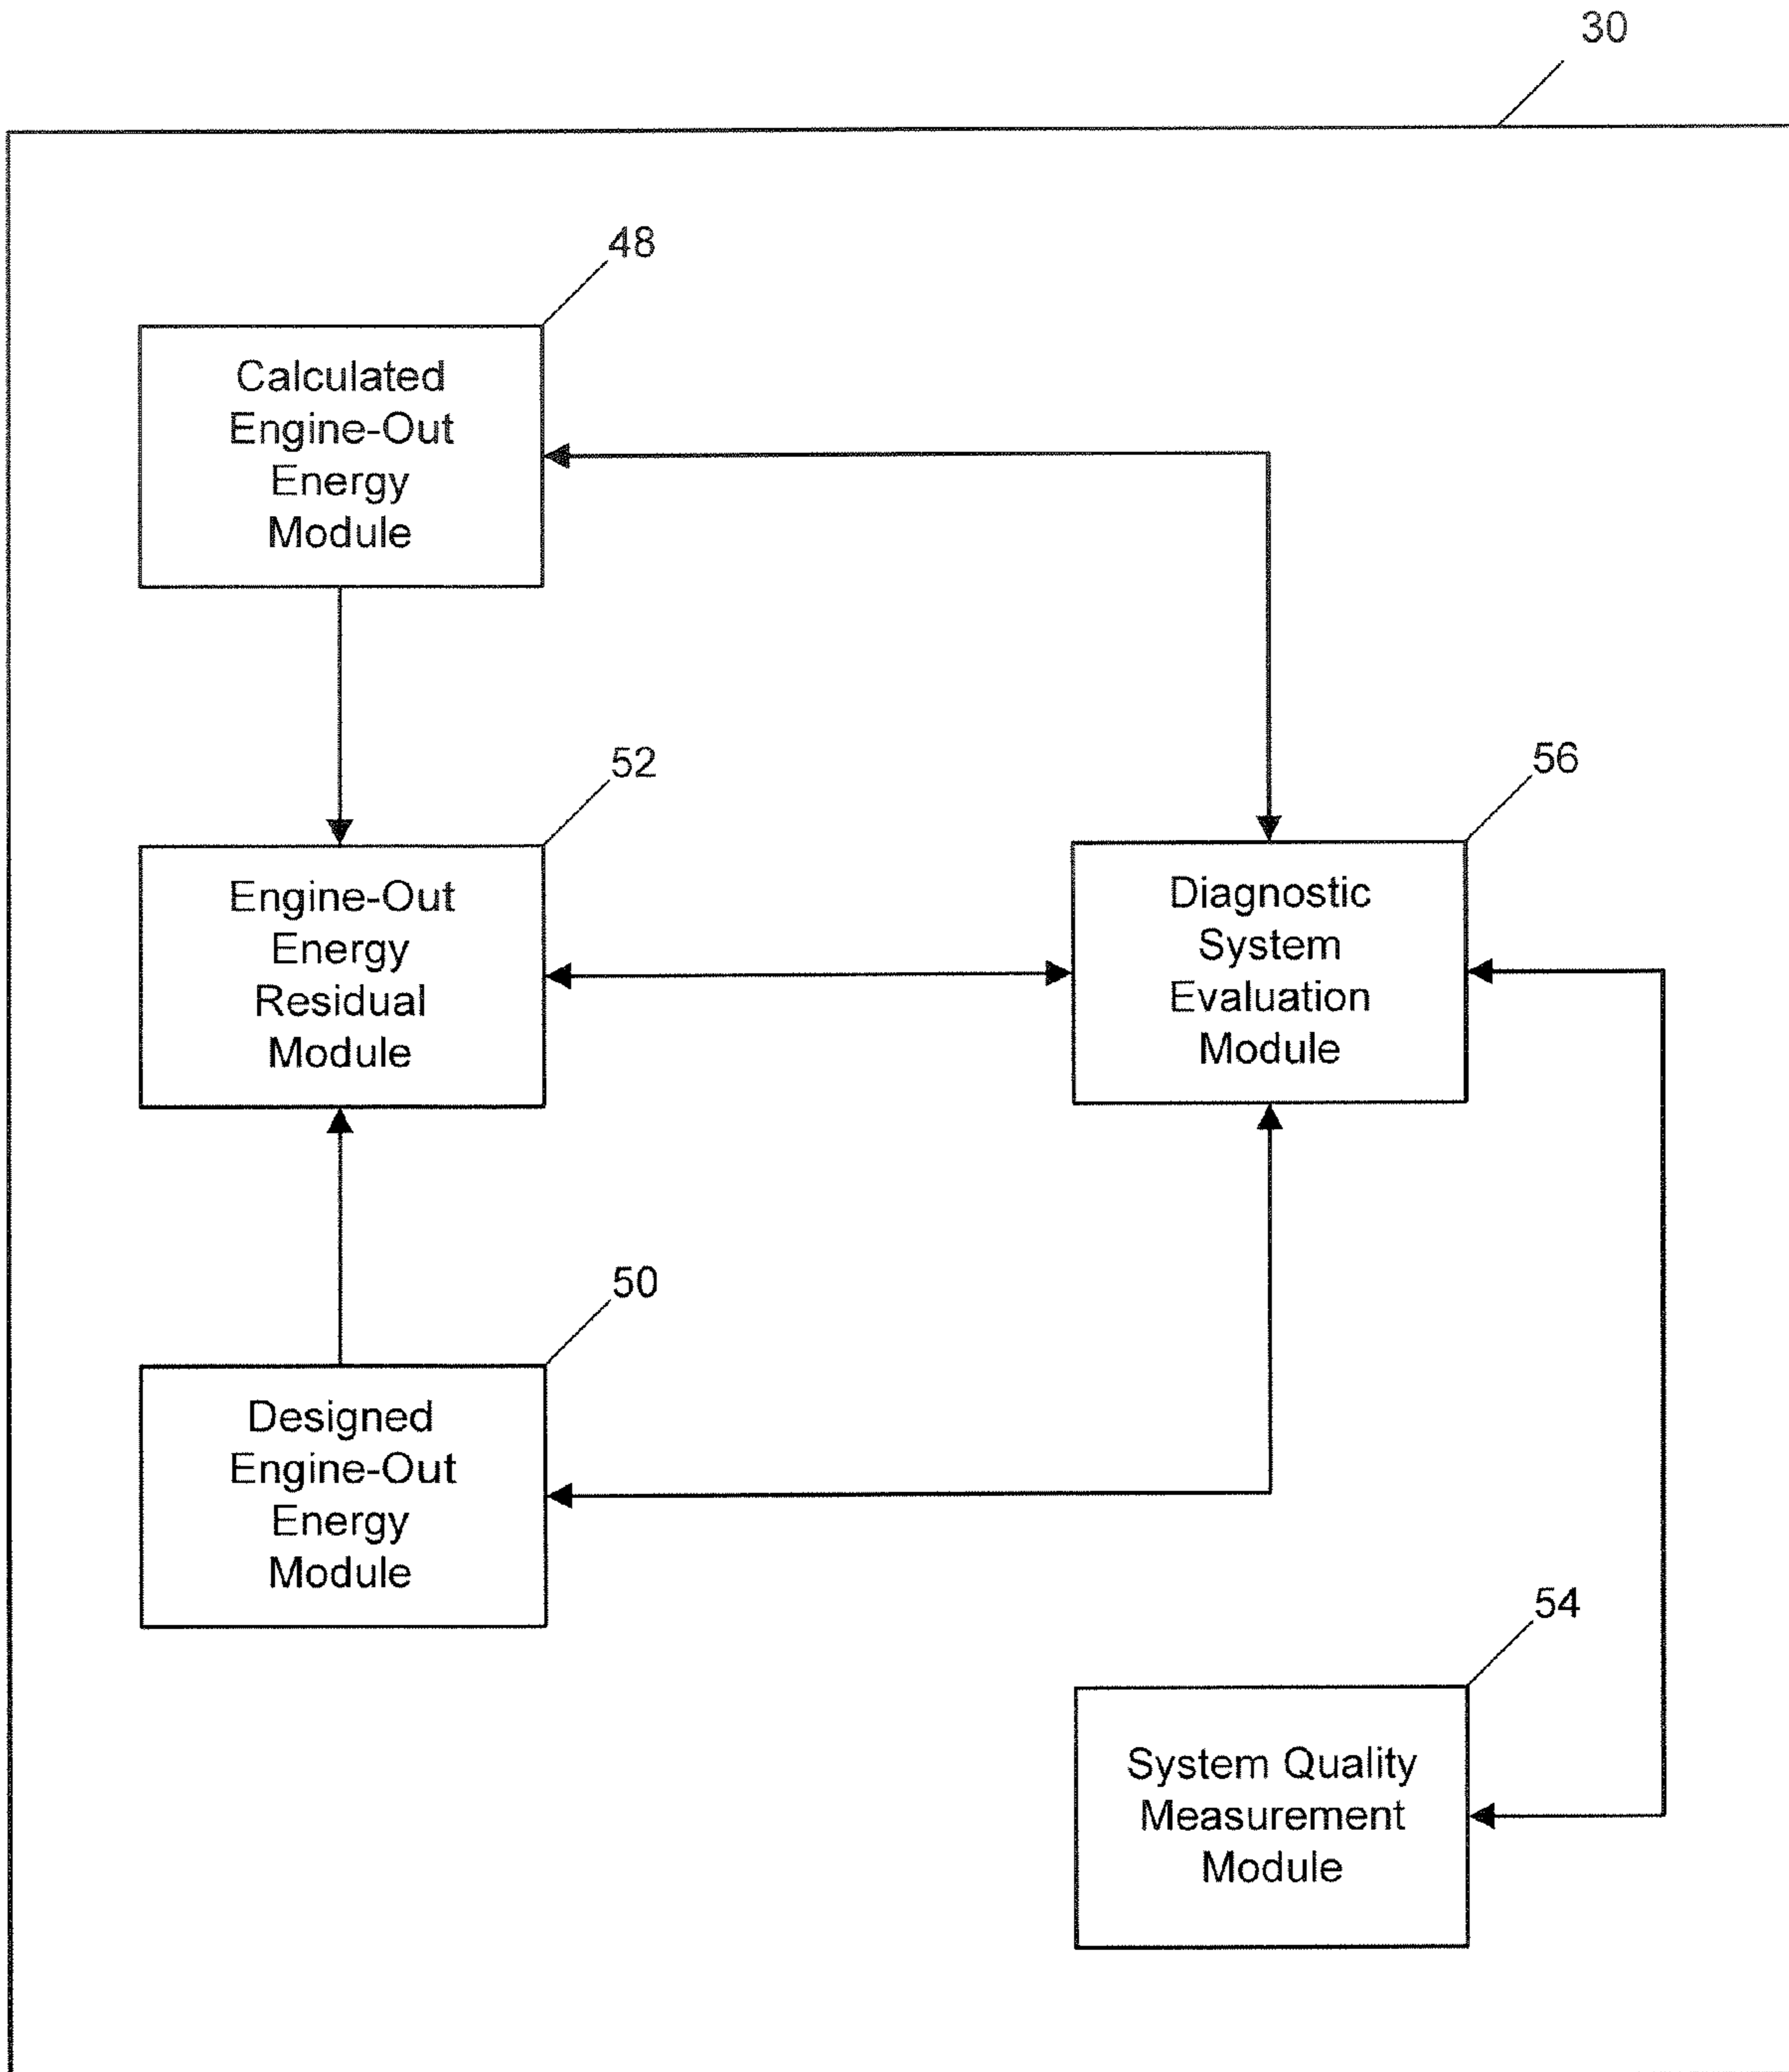 30
48
Calculated
Engine-Out
Energy
Module
52
Engine-Out
Energy
Residual
Module
56
Diagnostic
System
Evaluation
Module
50
Designed
Engine-Out
Energy
Module
54
System Quality
Measurement
Module